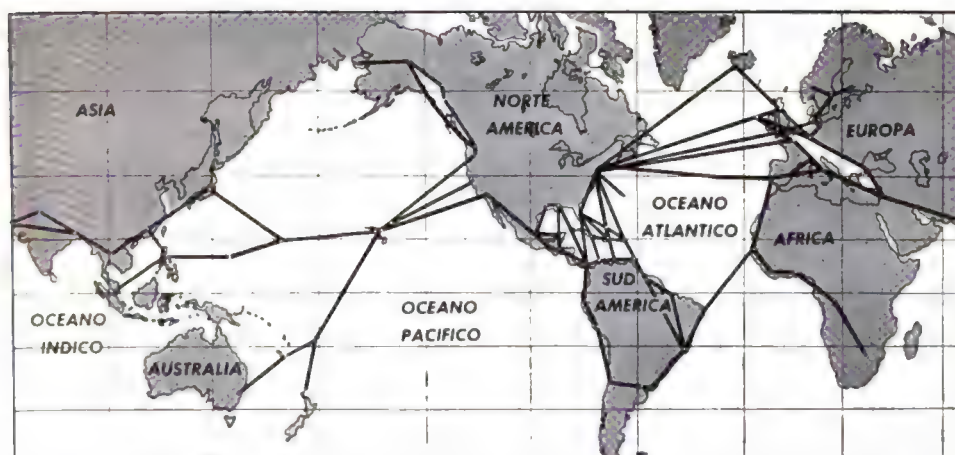 ASIA
NORTE
AMERICA
EUROPA
OCEANO
ATLANTICO
AFRICA
SUD
AMERICA
OCEANO
PACIFICO
OCEANO
INDICO
AUSTRALIA